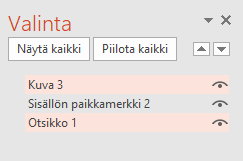 Valinta
Näytä kaikki Piilota kaikki
Kuva 3
Sisällön paikkamerkki 2
Otsikko 1